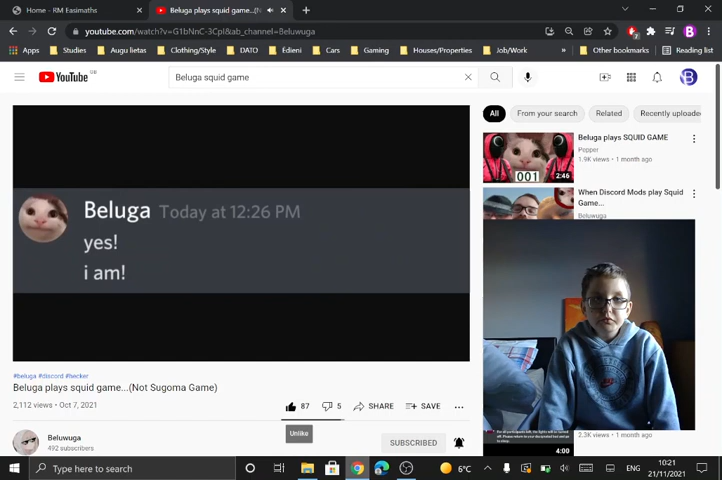 Home - RM Easimaths
Beluga plays squid game...(N
youtube.com/watch?v=G1bNnC-3CpI&ab_channel=Beluwuga
Apps
Studies
Augu lietas
Clothing/Style
DATO
Edieni
Cars
Gaming
Houses/Properties
Job/Work
»
Other bookmarks
Reading list
YouTube
Beluga squid game
B
All
From your search
Related
Recently uploaded
Beluga plays SQUID GAME
Pepper
1.9K views • 1 month ago
001
2:46
When Discord Mods play Squid
Game...
Beluwuga
Beluga Today at 12:26 PM
yes!
i am!
#beluga #discord #hecker
Beluga plays squid game...(Not Sugoma Game)
2,112 views • Oct 7, 2021
87
5
SHARE
SAVE
Unlike
Beluwuga
492 subscribers
SUBSCRIBED
2.3K views • 1 month ago
4:00
Type here to search
6°C
ENG
10:21
21/11/2021